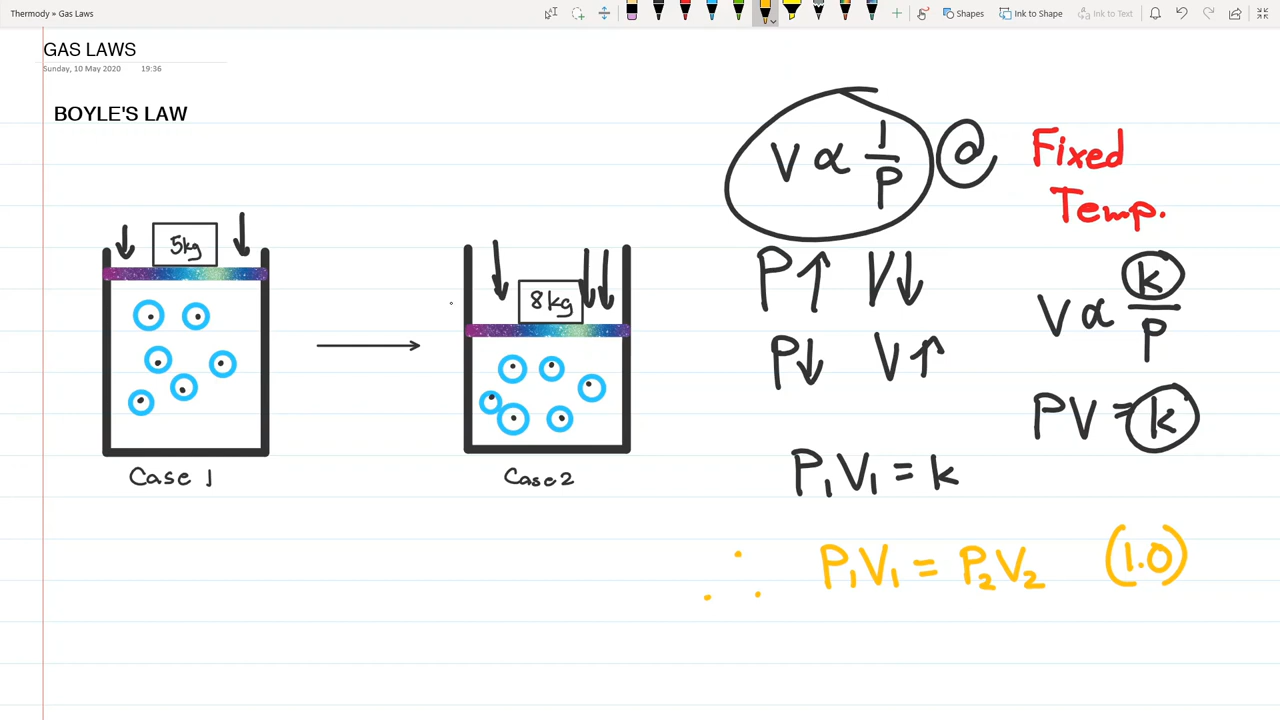 Thermody » Gas Laws
Shapes
Ink to Shape
Ink to Text
GAS LAWS
Sunday, 10 May 2020 19:36
BOYLE'S LAW
V ∝ 1/P @ Fixed Temp.
5kg
8kg
P↑ V↓
P↓ V↑
V ∝ k/P
PV = k
Case 1
Case 2
P₁V₁ = k
∴ P₁V₁ = P₂V₂ (1.0)